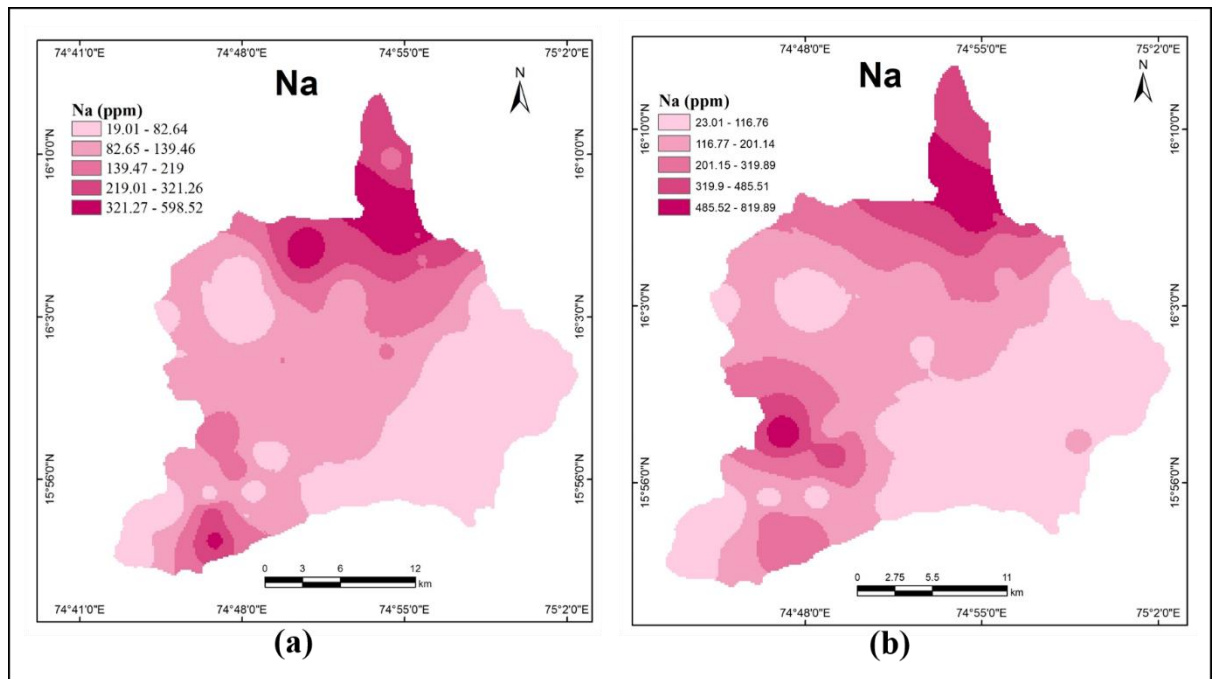 74°41'0"E 74°48'0"E 74°55'0"E 75°2'0"E
Na
N
Na (ppm)
19.01 - 82.64
82.65 - 139.46
139.47 - 219
219.01 - 321.26
321.27 - 598.52
16°10'0"N 16°10'0"N
16°3'0"N 16°3'0"N
15°56'0"N 15°56'0"N
0 3 6 12
km
74°41'0"E 74°48'0"E 74°55'0"E 75°2'0"E
(a)
74°48'0"E 74°55'0"E 75°2'0"E
Na
N
Na (ppm)
23.01 - 116.76
116.77 - 201.14
201.15 - 319.89
319.9 - 485.51
485.52 - 819.89
16°10'0"N 16°10'0"N
16°3'0"N 16°3'0"N
15°56'0"N 15°56'0"N
0 2.75 5.5 11
km
74°48'0"E 74°55'0"E 75°2'0"E
(b)